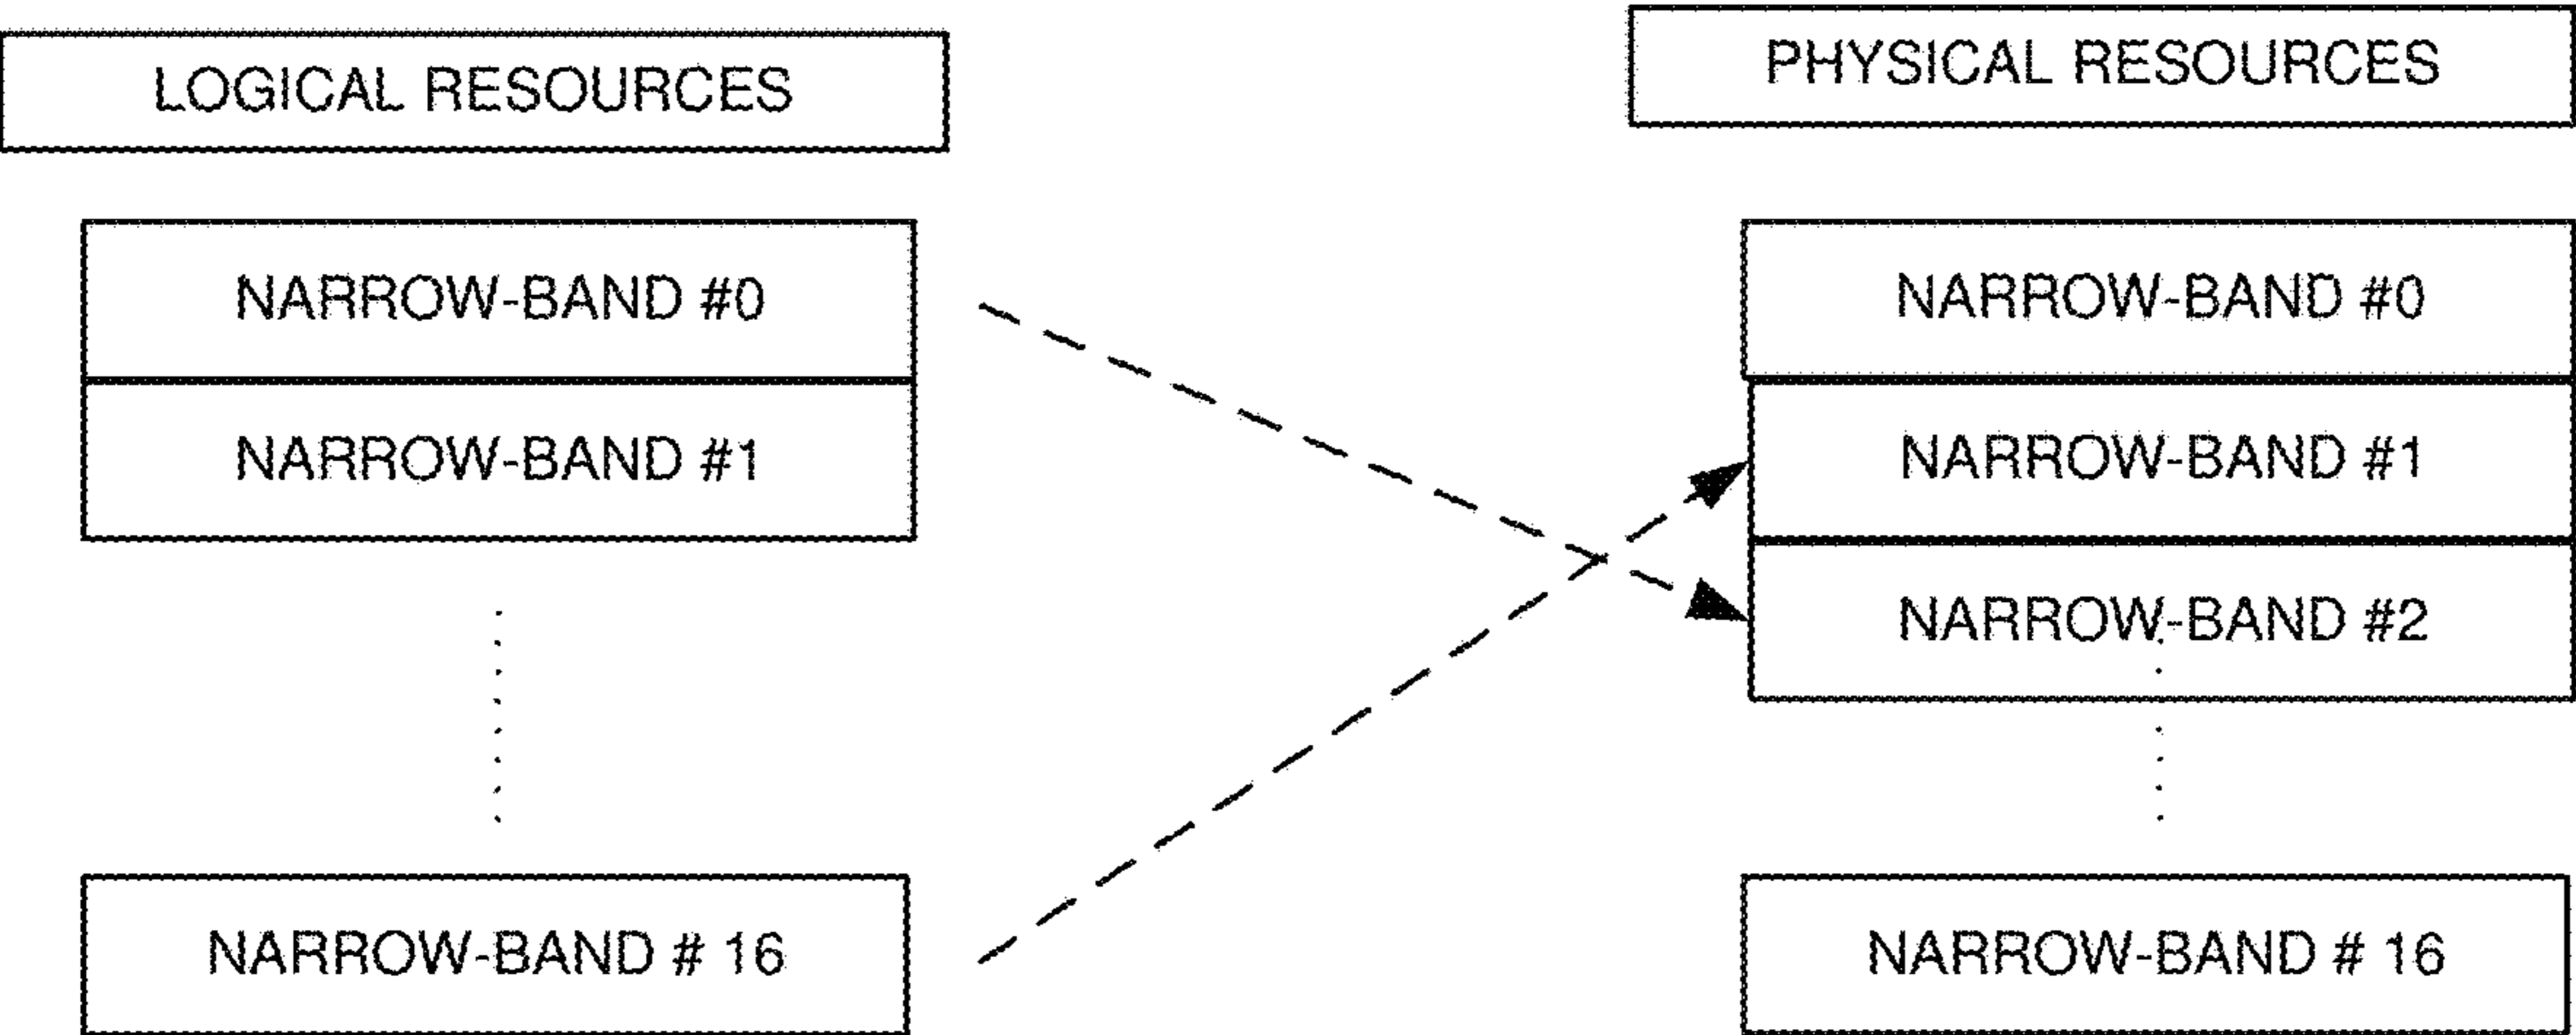 LOGICAL RESOURCES
NARROW-BAND #0
NARROW-BAND #1
NARROW-BAND # 16
PHYSICAL RESOURCES
NARROW-BAND #0
NARROW-BAND #1
NARROW-BAND #2
NARROW-BAND # 16